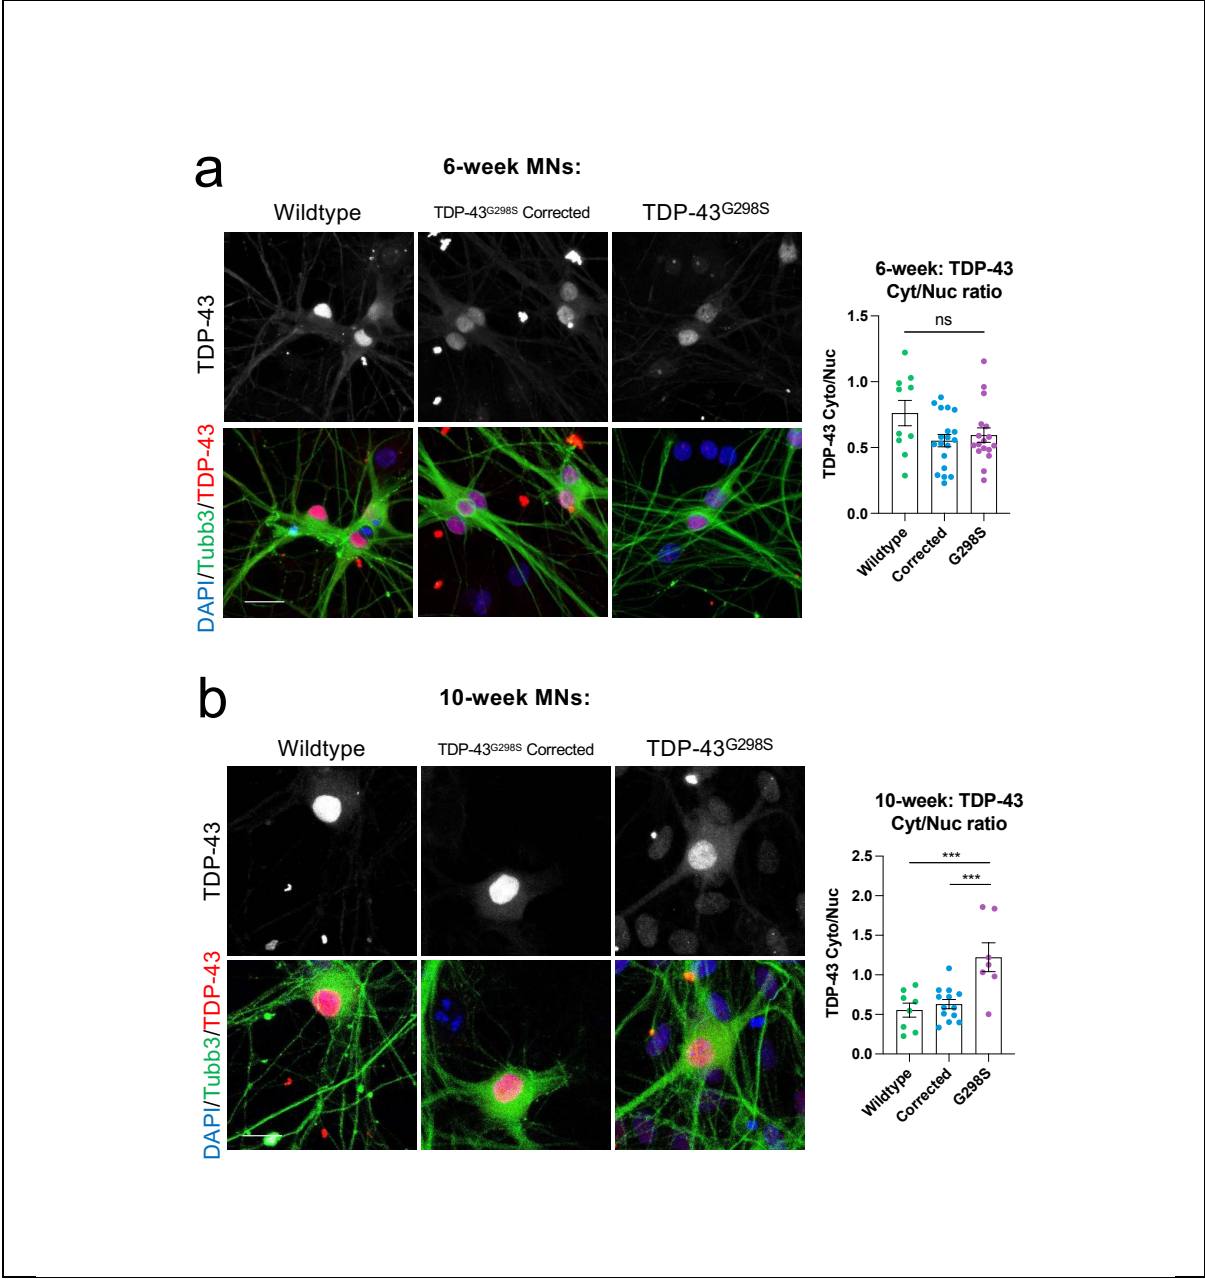 a
6-week MNs:
Wildtype
TDP-43G298S Corrected
TDP-43G298S
TDP-43
DAPI/Tubb3/TDP-43
6-week: TDP-43
Cyt/Nuc ratio
TDP-43 Cyto/Nuc
1.5
1.0
0.5
0.0
ns
Wildtype
Corrected
G298S
b
10-week MNs:
Wildtype
TDP-43G298S Corrected
TDP-43G298S
TDP-43
DAPI/Tubb3/TDP-43
10-week: TDP-43
Cyt/Nuc ratio
TDP-43 Cyto/Nuc
2.5
2.0
1.5
1.0
0.5
0.0
***
***
Wildtype
Corrected
G298S